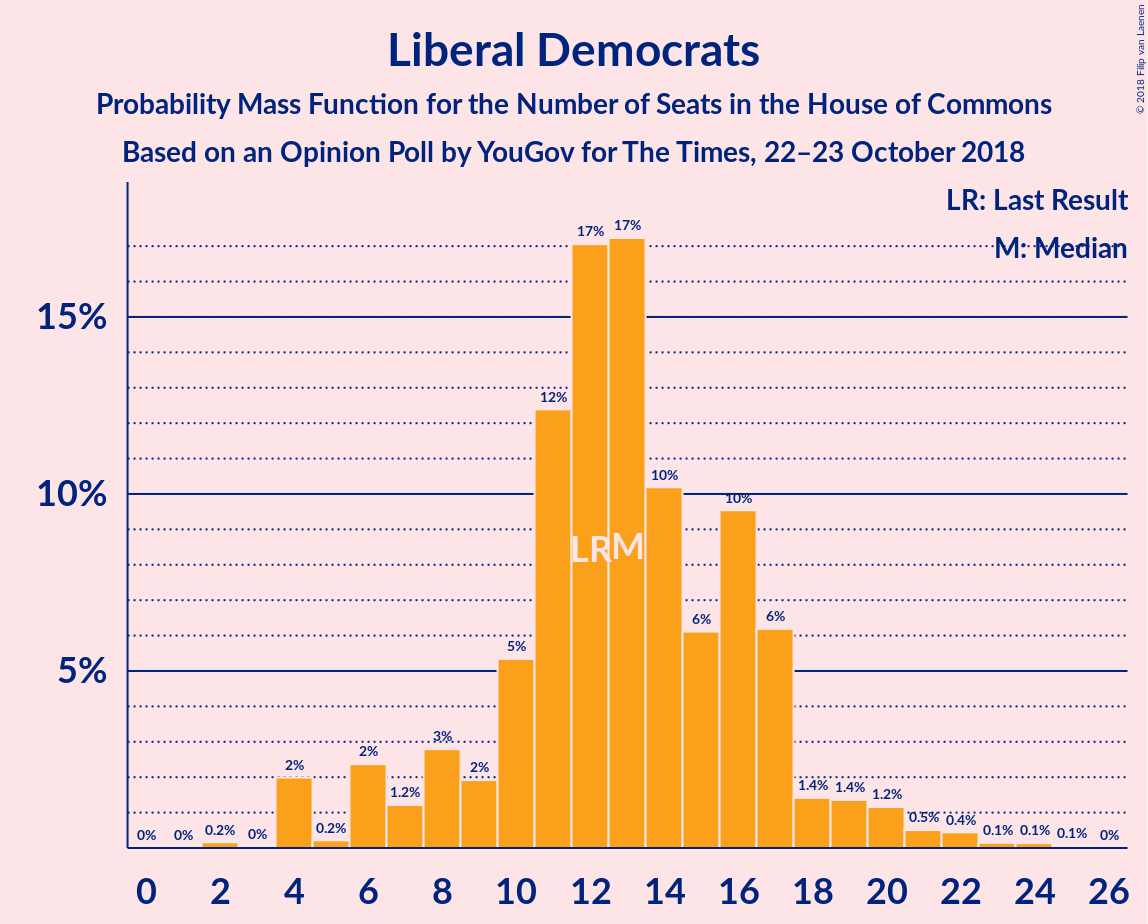 Liberal Democrats
Probability Mass Function for the Number of Seats in the House of Commons
Based on an Opinion Poll by YouGov for The Times, 22–23 October 2018
© 2018 Filip van Laenen
LR: Last Result
M: Median
15%
10%
5%
0% 0% 0.2% 0% 2% 0.2% 2% 1.2% 3% 2% 5% 12% 17% 17% 10% 6% 10% 6% 1.4% 1.4% 1.2% 0.5% 0.4% 0.1% 0.1% 0.1% 0%
LR M
0 2 4 6 8 10 12 14 16 18 20 22 24 26